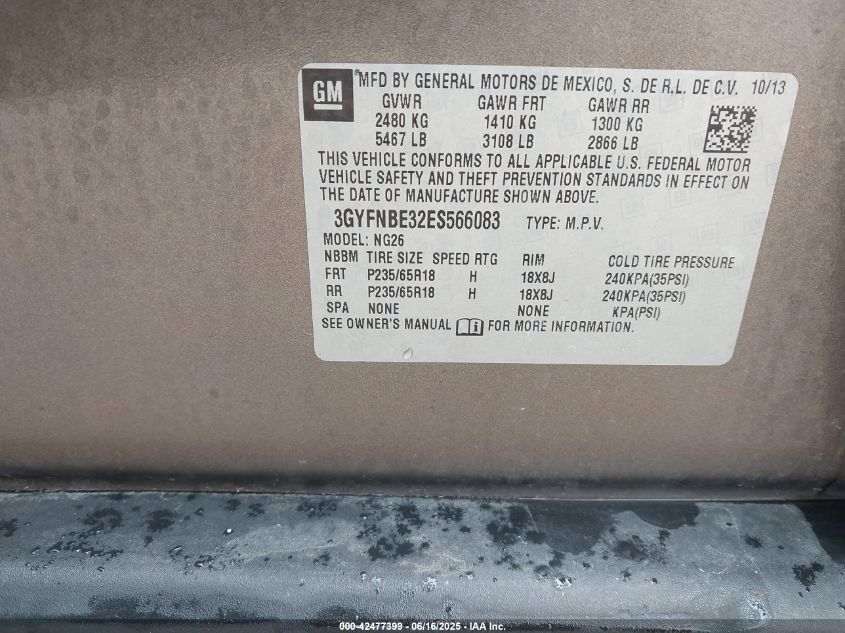 GM
MFD BY GENERAL MOTORS DE MEXICO, S. DE R.L. DE C.V. 10/13
GVWR GAWR FRT GAWR RR
2480 KG 1410 KG 1300 KG
5467 LB 3108 LB 2866 LB
THIS VEHICLE CONFORMS TO ALL APPLICABLE U.S. FEDERAL MOTOR
VEHICLE SAFETY AND THEFT PREVENTION STANDARDS IN EFFECT ON
THE DATE OF MANUFACTURE SHOWN ABOVE.
3GYFNBE32ES566083 TYPE: M.P.V.
MODEL: NG26
NBBM TIRE SIZE SPEED RTG RIM COLD TIRE PRESSURE
FRT P235/65R18 H 18X8J 240KPA(35PSI)
RR P235/65R18 H 18X8J 240KPA(35PSI)
SPA NONE NONE KPA(PSI)
SEE OWNER'S MANUAL FOR MORE INFORMATION.
000-42477399 - 06/16/2025 - IAA Inc.